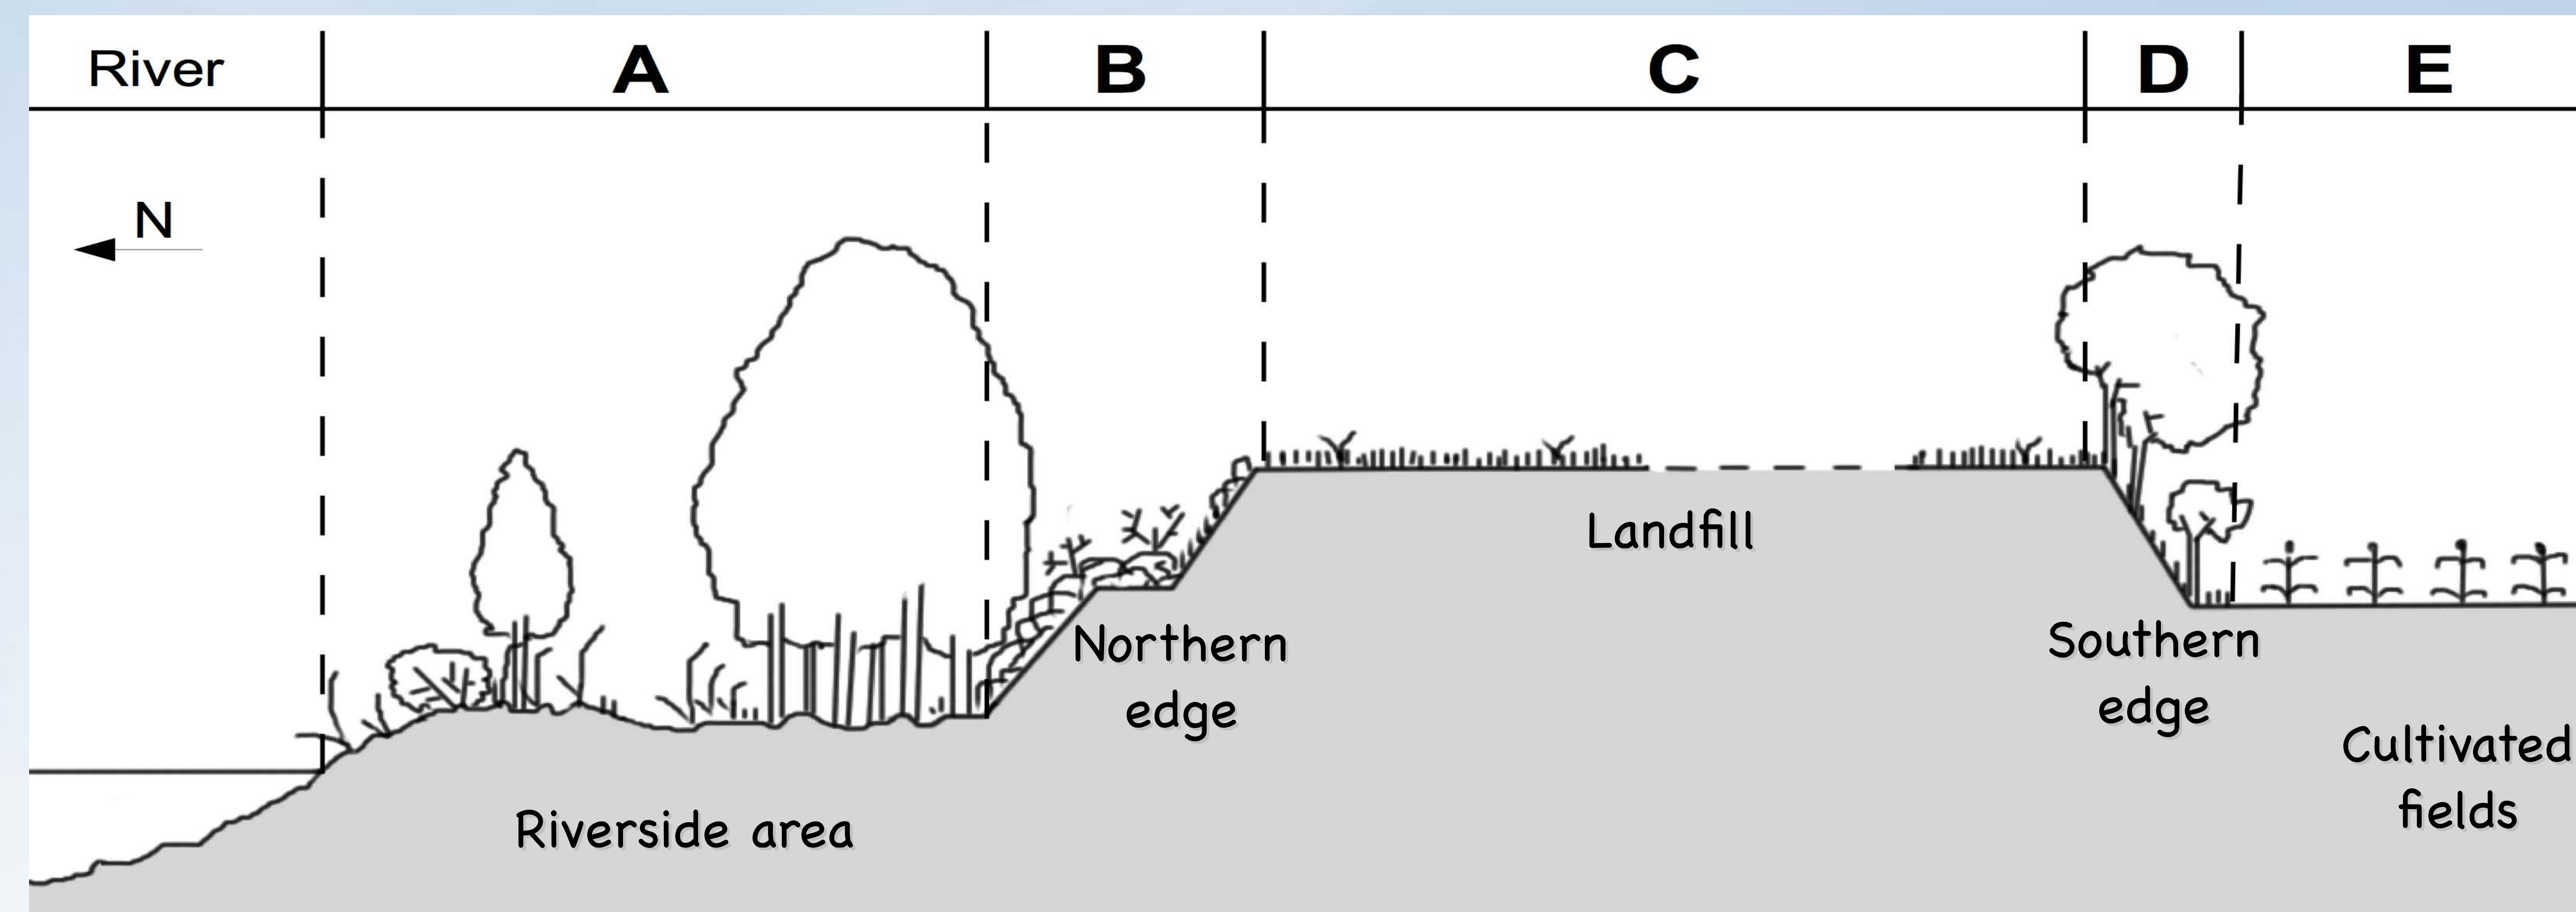 River
A
B
C
D
E
N
Landfill
Northern
edge
Southern
edge
Cultivated
fields
Riverside area